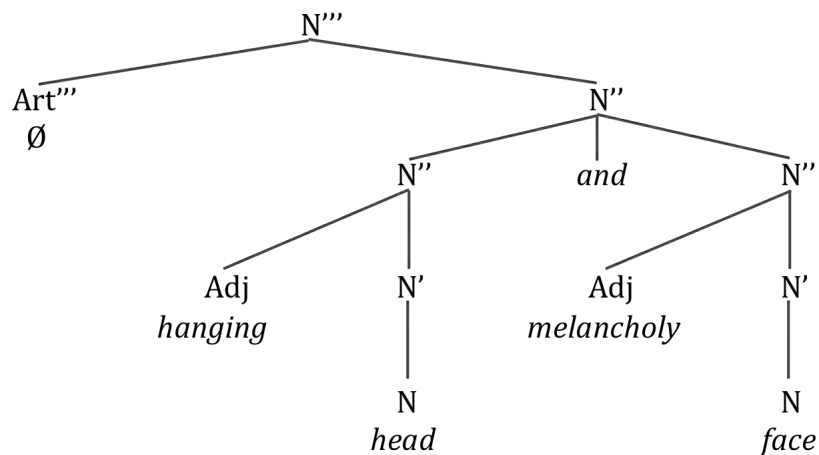 N’’’
Art’’’ N’’
Ø
N’’ and N’’
Adj N’ Adj N’
hanging melancholy
N N
head face